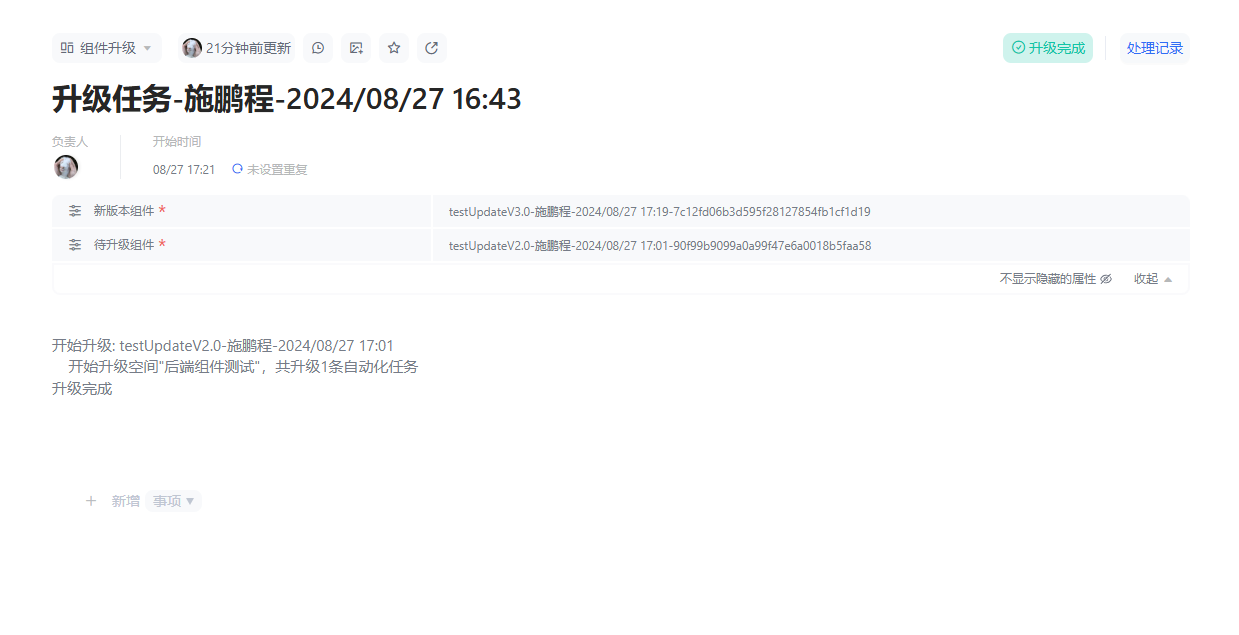 组件升级 21分钟前更新 升级完成 处理记录
升级任务-施鹏程-2024/08/27 16:43
负责人 开始时间
08/27 17:21 未设置重复
新版本组件 * testUpdateV3.0-施鹏程-2024/08/27 17:19-7c12fd06b3d595f28127854fb1cf1d19
待升级组件 * testUpdateV2.0-施鹏程-2024/08/27 17:01-90f99b9099a0a99f47e6a0018b5faa58
不显示隐藏的属性 收起
开始升级: testUpdateV2.0-施鹏程-2024/08/27 17:01
开始升级空间"后端组件测试"，共升级1条自动化任务
升级完成
+ 新增 事项